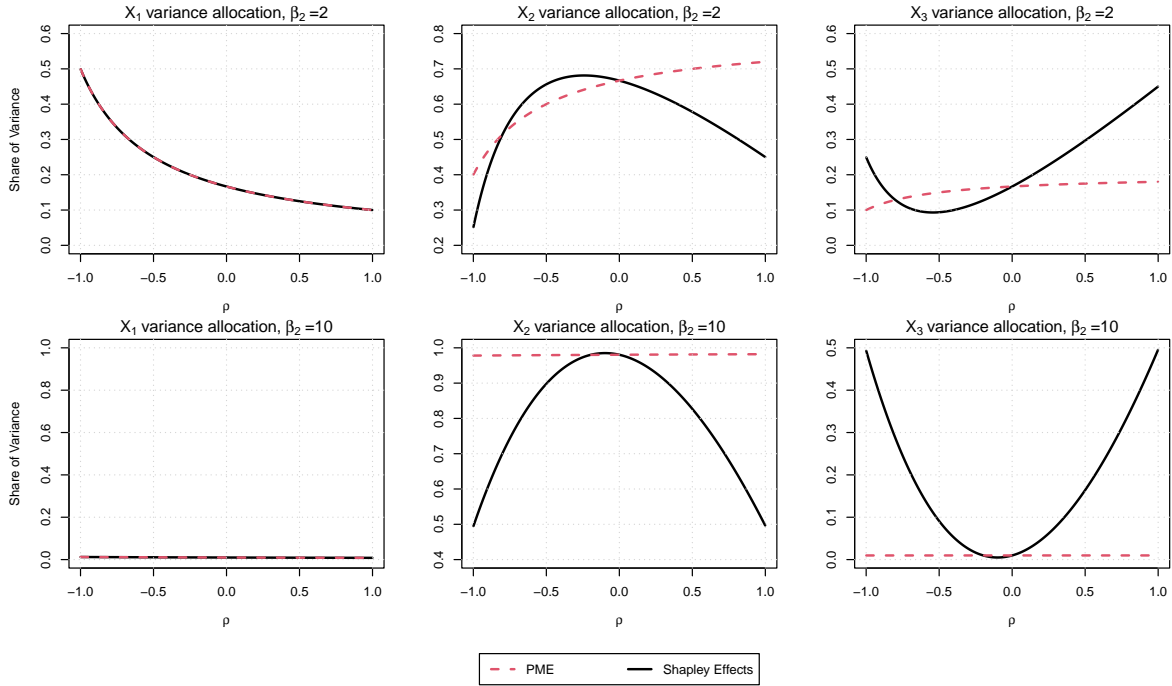 X₁ variance allocation, β₂ =2
Share of Variance
0.6
0.5
0.4
0.3
0.2
0.1
0.0
−1.0 −0.5 0.0 0.5 1.0
ρ
X₂ variance allocation, β₂ =2
0.8
0.7
0.6
0.5
0.4
0.3
0.2
−1.0 −0.5 0.0 0.5 1.0
ρ
X₃ variance allocation, β₂ =2
0.6
0.5
0.4
0.3
0.2
0.1
0.0
−1.0 −0.5 0.0 0.5 1.0
ρ
X₁ variance allocation, β₂ =10
Share of Variance
1.0
0.8
0.6
0.4
0.2
0.0
−1.0 −0.5 0.0 0.5 1.0
ρ
X₂ variance allocation, β₂ =10
1.0
0.9
0.8
0.7
0.6
0.5
0.4
−1.0 −0.5 0.0 0.5 1.0
ρ
X₃ variance allocation, β₂ =10
0.5
0.4
0.3
0.2
0.1
0.0
−1.0 −0.5 0.0 0.5 1.0
ρ
PME Shapley Effects